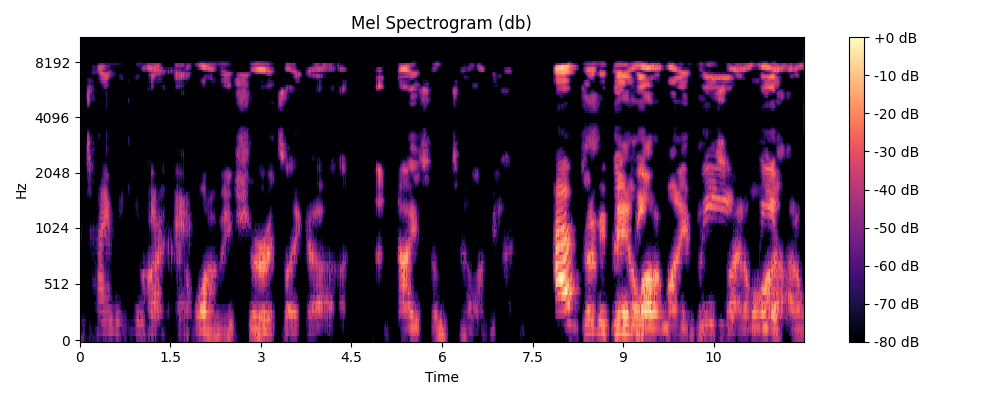 Mel Spectrogram (db)
8192
4096
2048
1024
512
0
Hz
0 1.5 3 4.5 6 7.5 9 10
Time
+0 dB
-10 dB
-20 dB
-30 dB
-40 dB
-50 dB
-60 dB
-70 dB
-80 dB